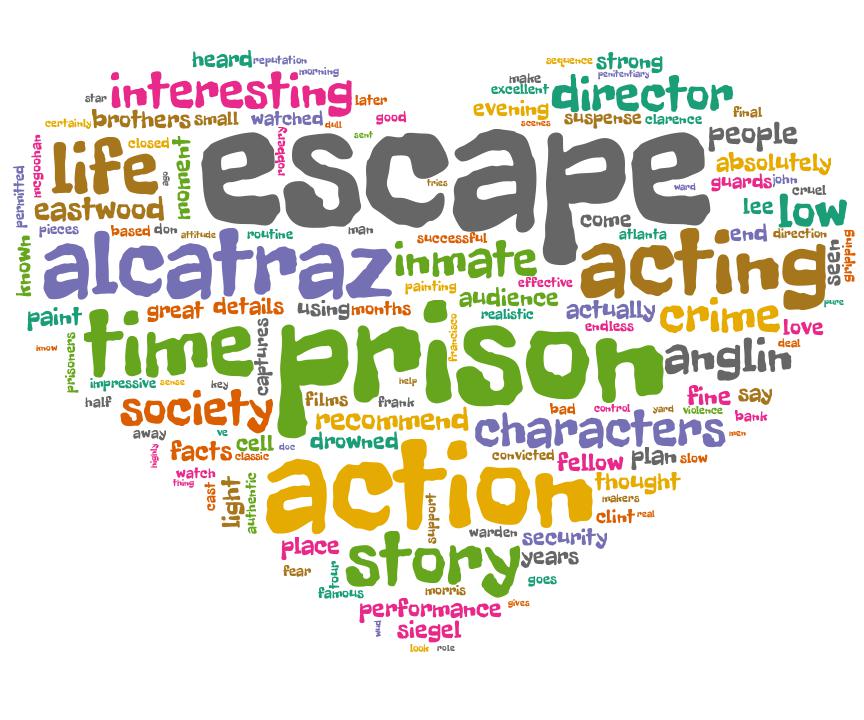 heard reputation
morning
sequence strong
penitentiary
make
excellent
star interesting later
director
evening
certainly brothers small watched dull good
scenes suspense clarence final
closed moment robbery sent
escape
people
absolutely
permitted mcgoohan life ago
tries
ward guards john
cruel
eastwood
lee low
pieces based don attitude routine man
come atlanta end direction
known alcatraz successful
inmate acting seen gripping
painting effective
paint great details using months
audience pure
realistic actually crime love
endless
know prisoners time captures prison
francisco anglin deal
impressive sense key help
half society films frank
fine say
bad control yard violence bank
recommend characters
away ve men
highly facts cell doc drowned
classic convicted fellow plan slow
watch
thing action thought
makers
cast light authentic support clint real
warden security
place story years
fear tour goes
famous morris
performance gives
wud siegel
look role